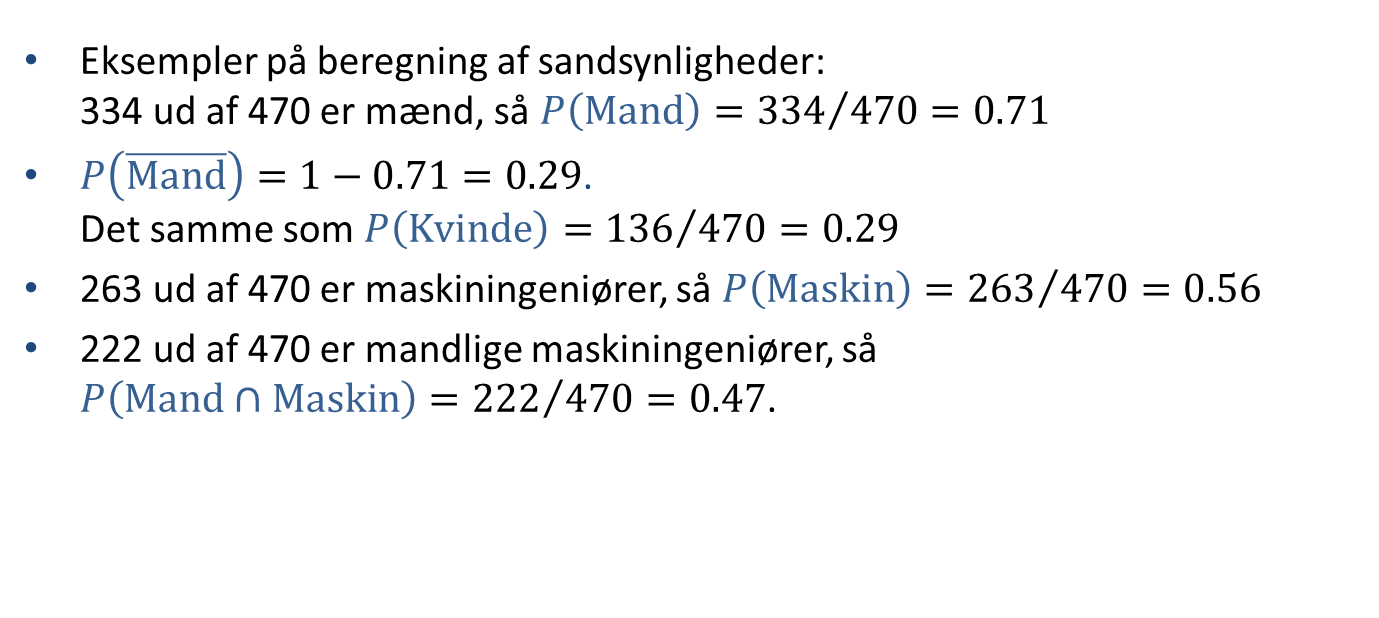 • Eksempler på beregning af sandsynligheder:
334 ud af 470 er mænd, så P(Mand) = 334/470 = 0.71
• P(M̅a̅n̅d̅) = 1 − 0.71 = 0.29.
Det samme som P(Kvinde) = 136/470 = 0.29
• 263 ud af 470 er maskiningeniører, så P(Maskin) = 263/470 = 0.56
• 222 ud af 470 er mandlige maskiningeniører, så
P(Mand ∩ Maskin) = 222/470 = 0.47.